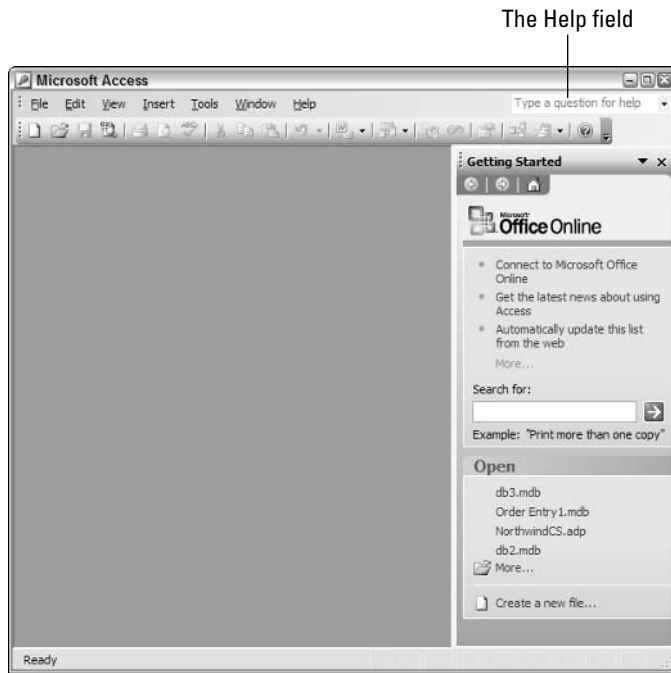 The Help field
Microsoft Access
File Edit View Insert Tools Window Help
Type a question for help
ABC
Getting Started
Microsoft
Office Online
Connect to Microsoft Office
Online
Get the latest news about using
Access
Automatically update this list
from the web
More...
Search for:
Example: "Print more than one copy"
Open
db3.mdb
Order Entry1.mdb
NorthwindCS.adp
db2.mdb
More...
Create a new file...
Ready